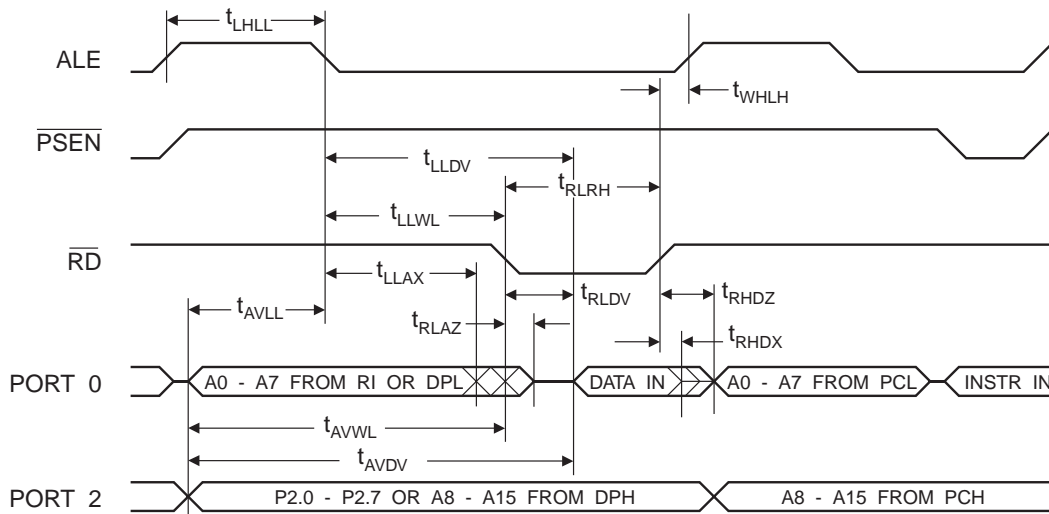 tLHLL
ALE
tWHLH
PSEN
tLLDV
tRLRH
tLLWL
RD
tLLAX
tRLDV
tRHDZ
tAVLL
tRLAZ
tRHDX
PORT 0
A0 - A7 FROM RI OR DPL
DATA IN
A0 - A7 FROM PCL
INSTR IN
tAVWL
tAVDV
PORT 2
P2.0 - P2.7 OR A8 - A15 FROM DPH
A8 - A15 FROM PCH